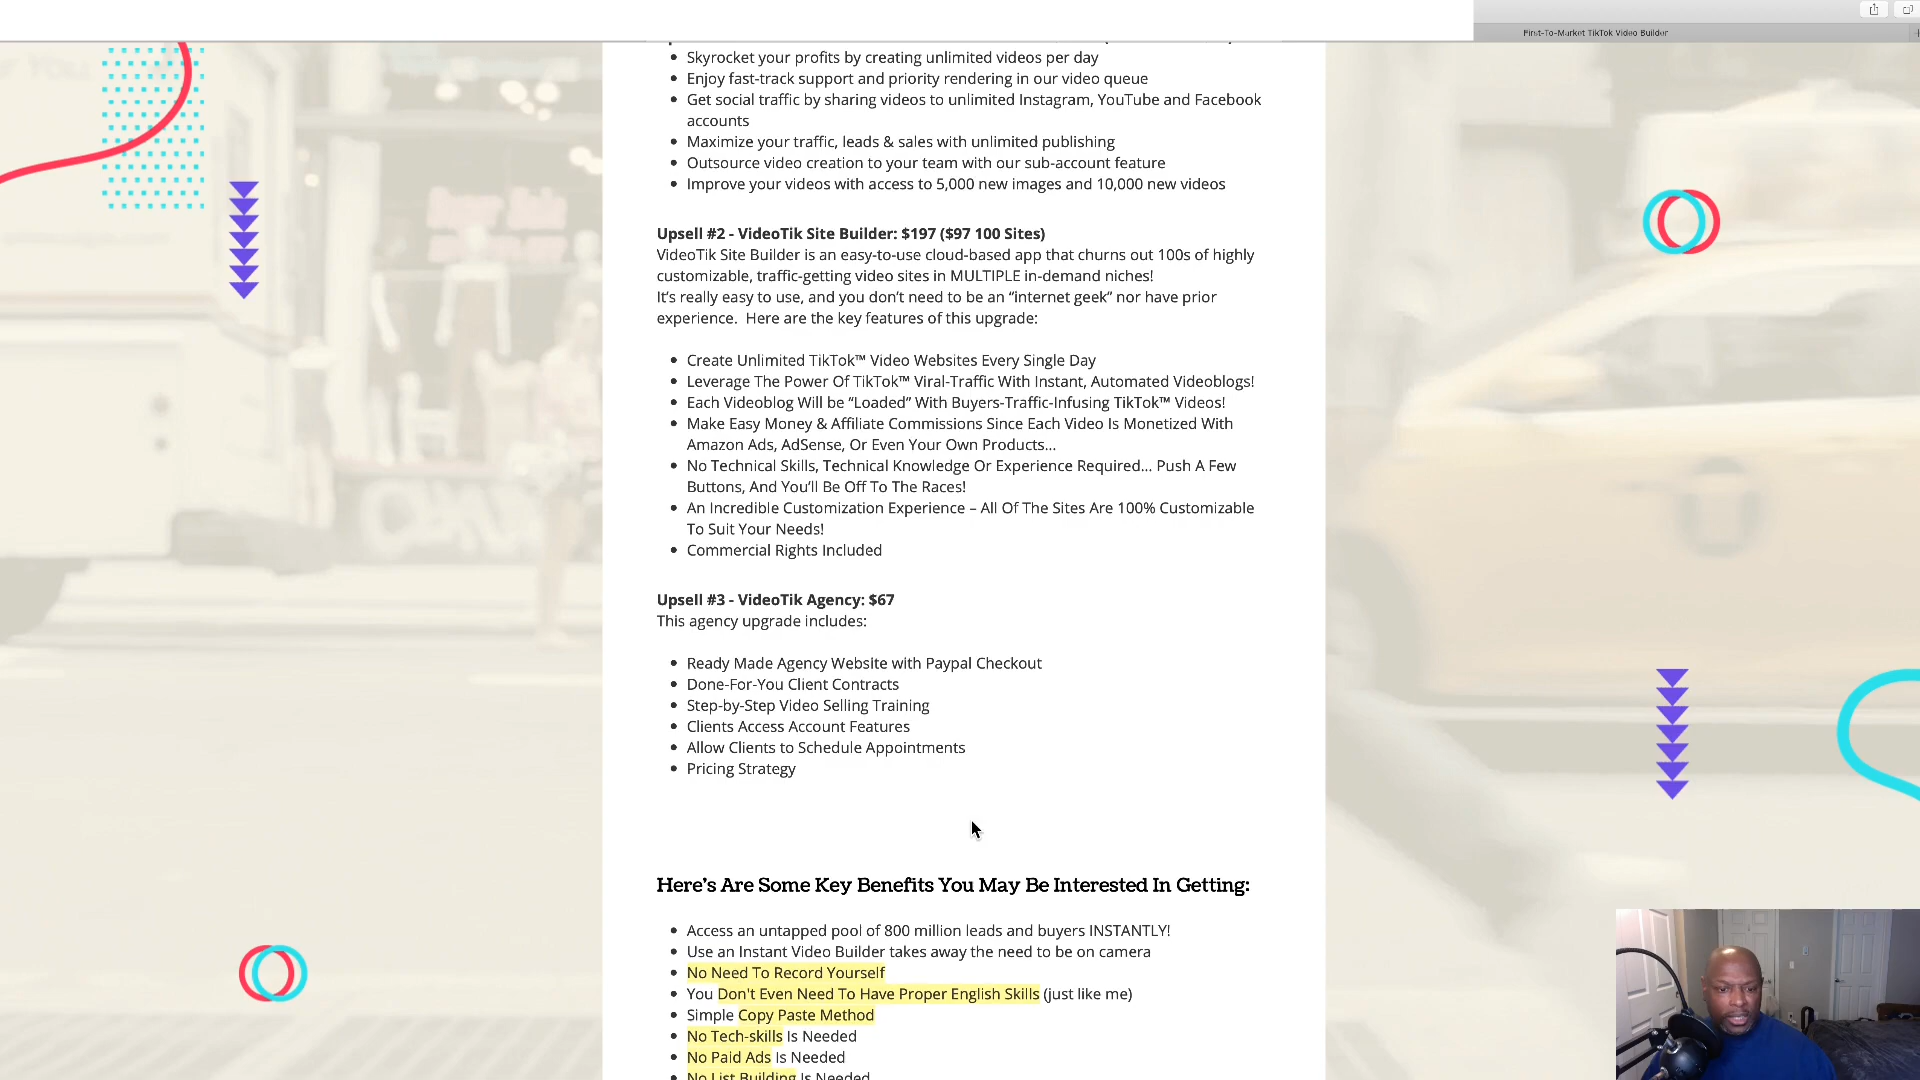 First-To-Market TikTok Video Builder
Skyrocket your profits by creating unlimited videos per day
Enjoy fast-track support and priority rendering in our video queue
Get social traffic by sharing videos to unlimited Instagram, YouTube and Facebook
accounts
Maximize your traffic, leads & sales with unlimited publishing
Outsource video creation to your team with our sub-account feature
Improve your videos with access to 5,000 new images and 10,000 new videos
Upsell #2 - VideoTik Site Builder: $197 ($97 100 Sites)
VideoTik Site Builder is an easy-to-use cloud-based app that churns out 100s of highly
customizable, traffic-getting video sites in MULTIPLE in-demand niches!
It's really easy to use, and you don't need to be an “internet geek” nor have prior
experience.  Here are the key features of this upgrade:
Create Unlimited TikTok™ Video Websites Every Single Day
Leverage The Power Of TikTok™ Viral-Traffic With Instant, Automated Videoblogs!
Each Videoblog Will be “Loaded” With Buyers-Traffic-Infusing TikTok™ Videos!
Make Easy Money & Affiliate Commissions Since Each Video Is Monetized With
Amazon Ads, AdSense, Or Even Your Own Products…
No Technical Skills, Technical Knowledge Or Experience Required… Push A Few
Buttons, And You'll Be Off To The Races!
An Incredible Customization Experience – All Of The Sites Are 100% Customizable
To Suit Your Needs!
Commercial Rights Included
Upsell #3 - VideoTik Agency: $67
This agency upgrade includes:
Ready Made Agency Website with Paypal Checkout
Done-For-You Client Contracts
Step-by-Step Video Selling Training
Clients Access Account Features
Allow Clients to Schedule Appointments
Pricing Strategy
Here's Are Some Key Benefits You May Be Interested In Getting:
Access an untapped pool of 800 million leads and buyers INSTANTLY!
Use an Instant Video Builder takes away the need to be on camera
No Need To Record Yourself
You Don't Even Need To Have Proper English Skills (just like me)
Simple Copy Paste Method
No Tech-skills Is Needed
No Paid Ads Is Needed
No List Building Is Needed